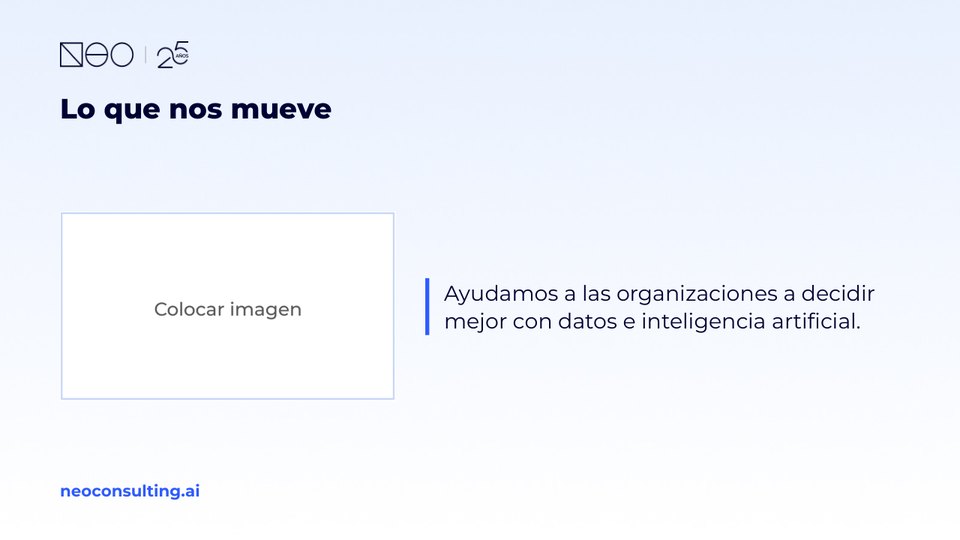 NEO | 25 AÑOS
Lo que nos mueve
Colocar imagen
Ayudamos a las organizaciones a decidir
mejor con datos e inteligencia artificial.
neoconsulting.ai